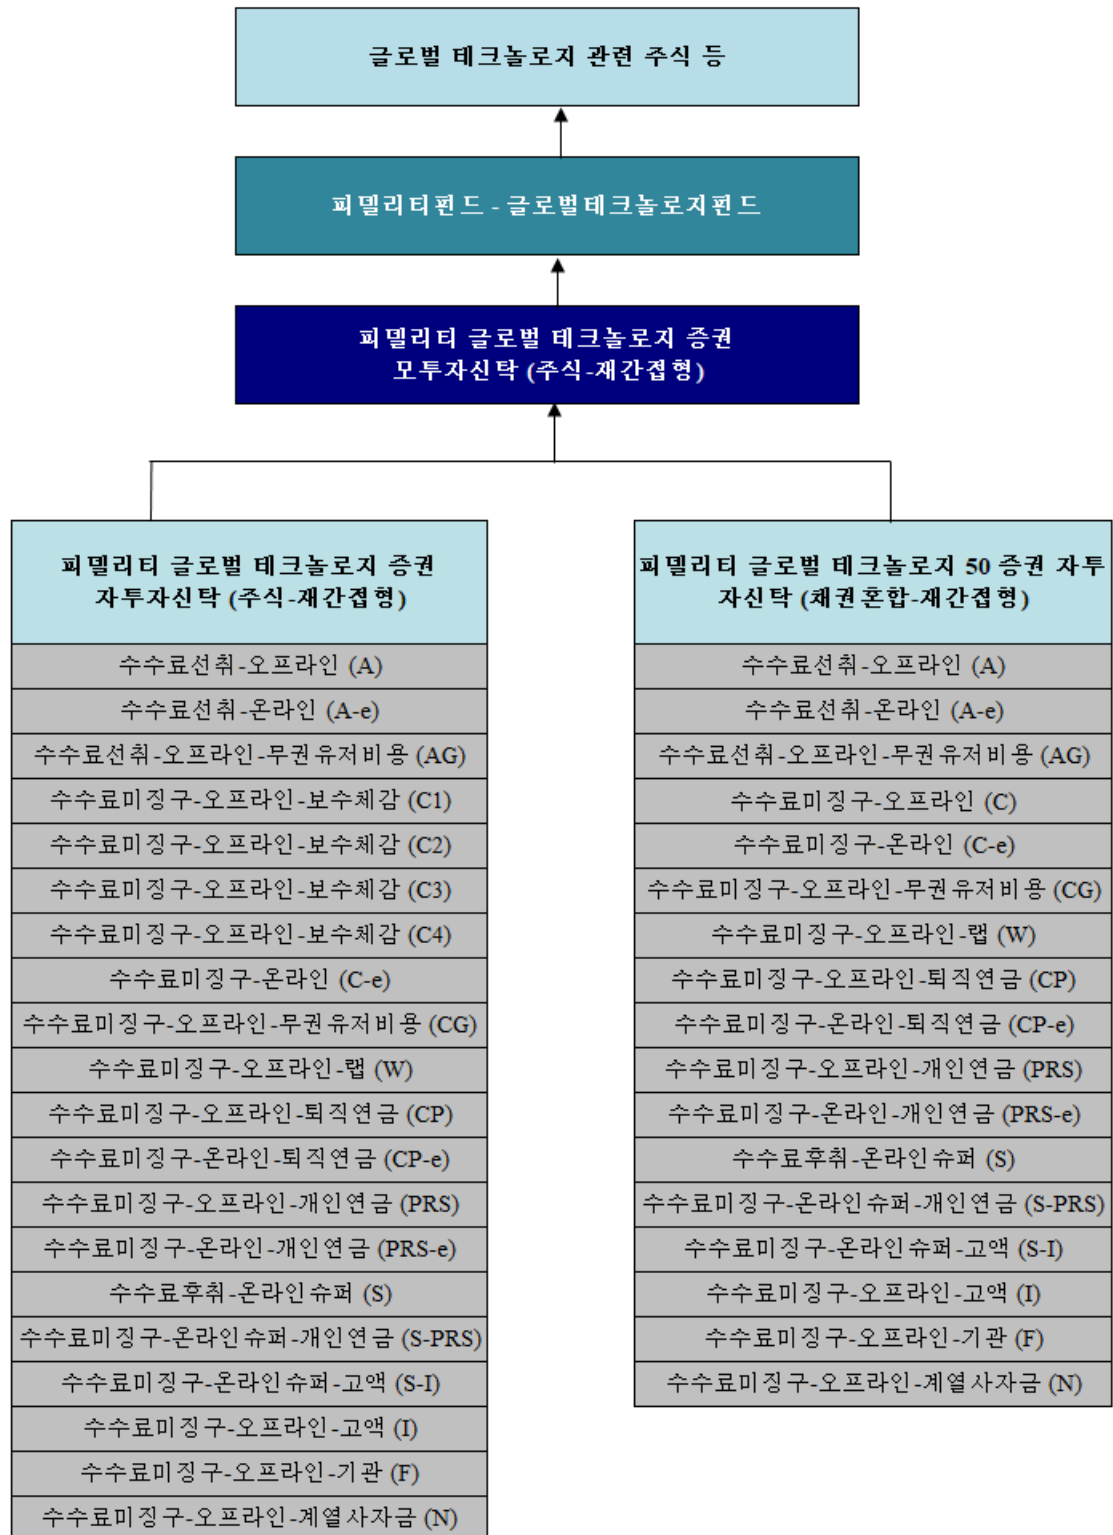 글로벌 테크놀로지 관련 주식 등
피델리티펀드 - 글로벌테크놀로지펀드
피델리티 글로벌 테크놀로지 증권
모투자신탁 (주식-재간접형)
피델리티 글로벌 테크놀로지 증권
자투자신탁 (주식-재간접형)
수수료선취-오프라인 (A)
수수료선취-온라인 (A-e)
수수료선취-오프라인-무권유저비용 (AG)
수수료미징구-오프라인-보수체감 (C1)
수수료미징구-오프라인-보수체감 (C2)
수수료미징구-오프라인-보수체감 (C3)
수수료미징구-오프라인-보수체감 (C4)
수수료미징구-온라인 (C-e)
수수료미징구-오프라인-무권유저비용 (CG)
수수료미징구-오프라인-랩 (W)
수수료미징구-오프라인-퇴직연금 (CP)
수수료미징구-온라인-퇴직연금 (CP-e)
수수료미징구-오프라인-개인연금 (PRS)
수수료미징구-온라인-개인연금 (PRS-e)
수수료후취-온라인슈퍼 (S)
수수료미징구-온라인슈퍼-개인연금 (S-PRS)
수수료미징구-온라인슈퍼-고액 (S-I)
수수료미징구-오프라인-고액 (I)
수수료미징구-오프라인-기관 (F)
수수료미징구-오프라인-계열사자금 (N)
피델리티 글로벌 테크놀로지 50 증권 자투
자신탁 (채권혼합-재간접형)
수수료선취-오프라인 (A)
수수료선취-온라인 (A-e)
수수료선취-오프라인-무권유저비용 (AG)
수수료미징구-오프라인 (C)
수수료미징구-온라인 (C-e)
수수료미징구-오프라인-무권유저비용 (CG)
수수료미징구-오프라인-랩 (W)
수수료미징구-오프라인-퇴직연금 (CP)
수수료미징구-온라인-퇴직연금 (CP-e)
수수료미징구-오프라인-개인연금 (PRS)
수수료미징구-온라인-개인연금 (PRS-e)
수수료후취-온라인슈퍼 (S)
수수료미징구-온라인슈퍼-개인연금 (S-PRS)
수수료미징구-온라인슈퍼-고액 (S-I)
수수료미징구-오프라인-고액 (I)
수수료미징구-오프라인-기관 (F)
수수료미징구-오프라인-계열사자금 (N)